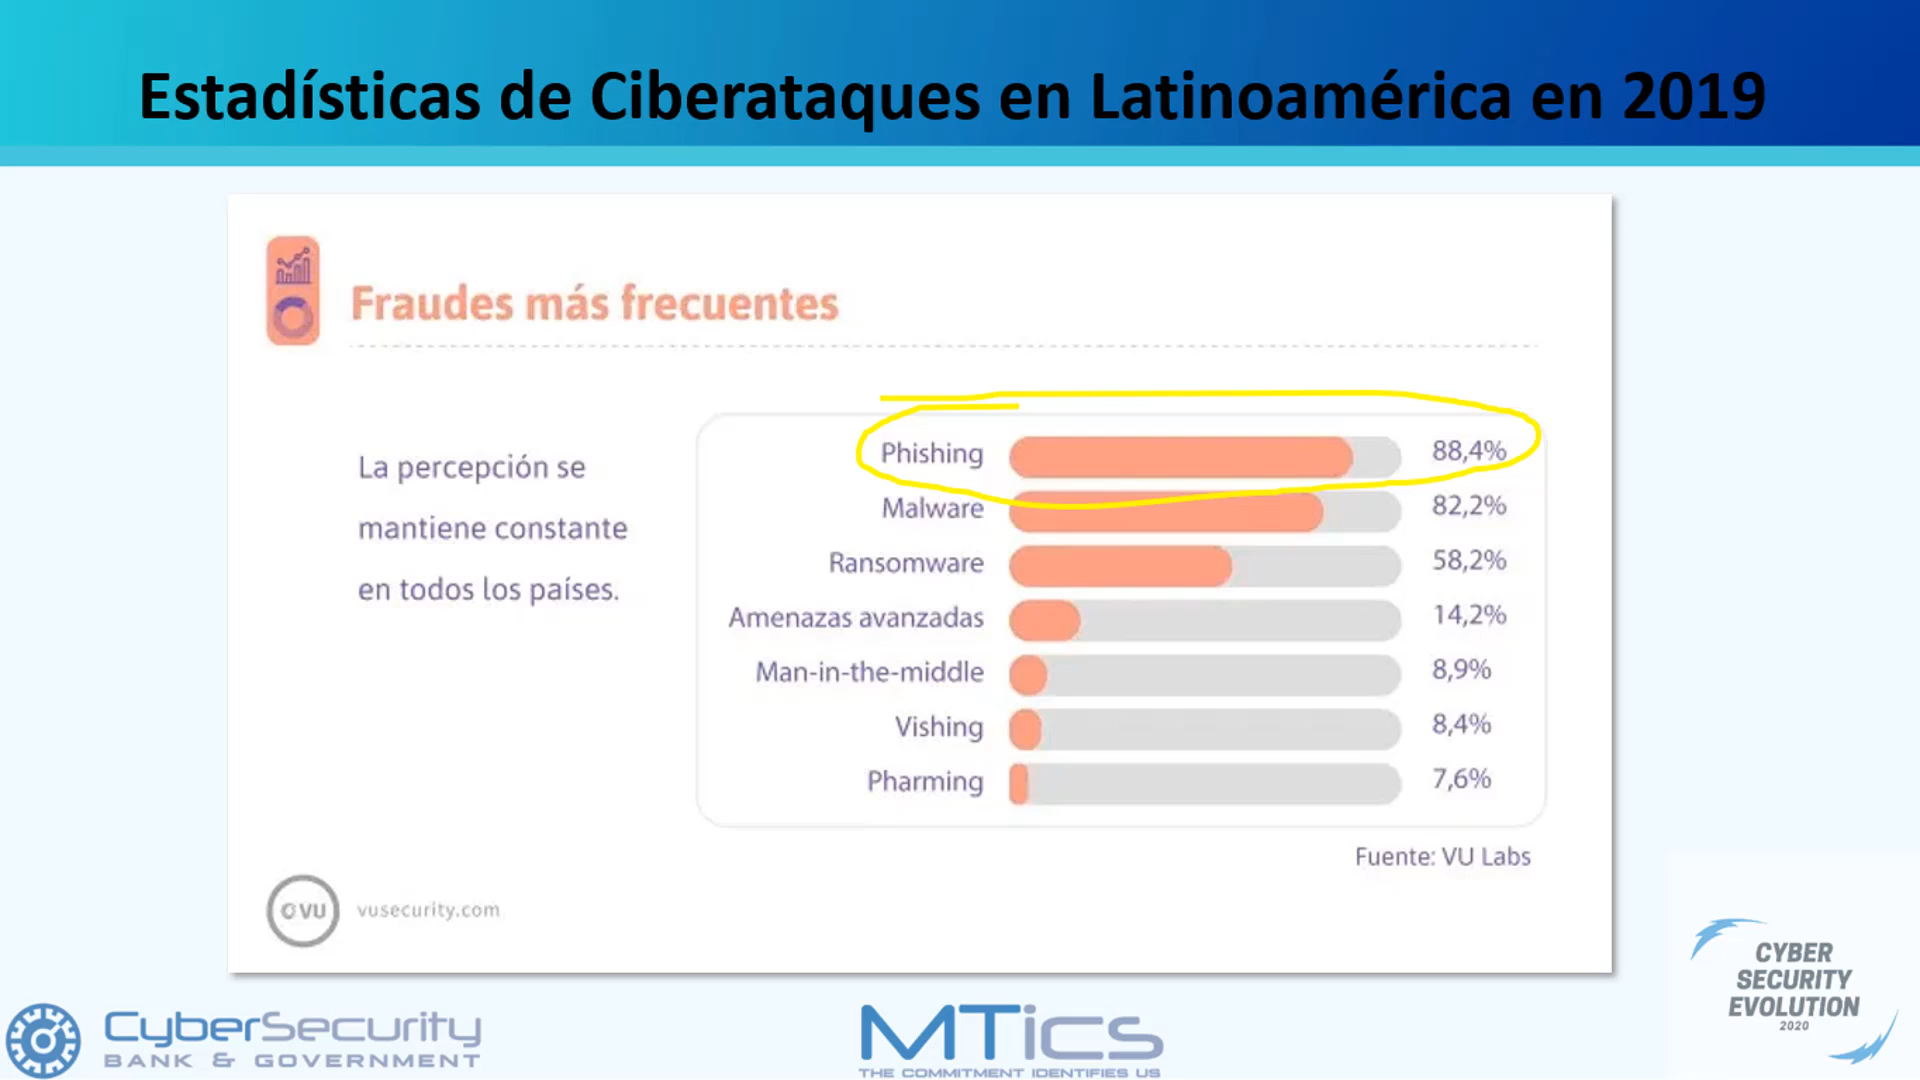 Estadísticas de Ciberataques en Latinoamérica en 2019
Fraudes más frecuentes
La percepción se
mantiene constante
en todos los países.
Phishing 88,4%
Malware 82,2%
Ransomware 58,2%
Amenazas avanzadas 14,2%
Man-in-the-middle 8,9%
Vishing 8,4%
Pharming 7,6%
Fuente: VU Labs
VU vusecurity.com
CyberSecurity
BANK & GOVERNMENT
MTics
THE COMMITMENT IDENTIFIES US
CYBER
SECURITY
EVOLUTION
2020